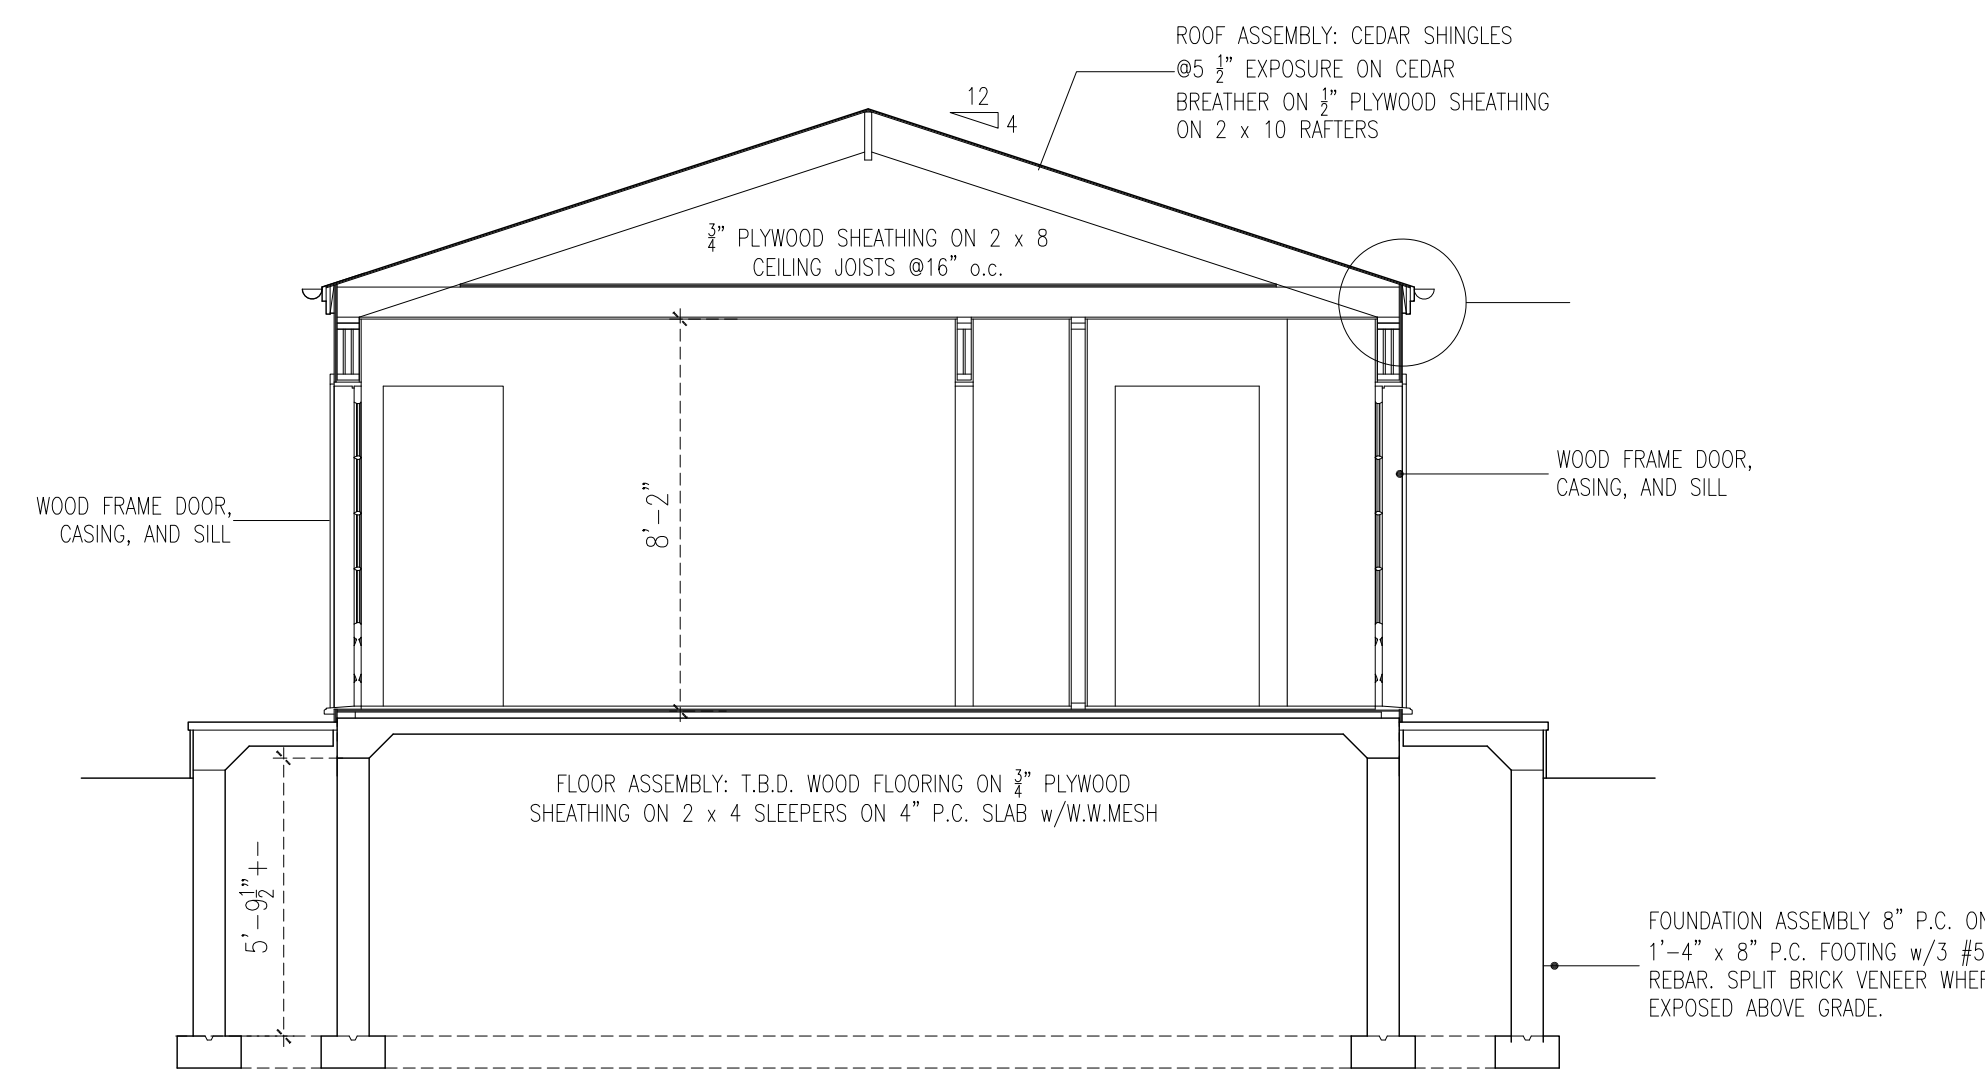 ROOF ASSEMBLY: CEDAR SHINGLES
@5 ½" EXPOSURE ON CEDAR
BREATHER ON ½" PLYWOOD SHEATHING
ON 2 x 10 RAFTERS
12
4
¾" PLYWOOD SHEATHING ON 2 x 8
CEILING JOISTS @16" o.c.
8'-2"
WOOD FRAME DOOR,
CASING, AND SILL
WOOD FRAME DOOR,
CASING, AND SILL
FLOOR ASSEMBLY: T.B.D. WOOD FLOORING ON ¾" PLYWOOD
SHEATHING ON 2 x 4 SLEEPERS ON 4" P.C. SLAB w/W.W.MESH
5'-9½" +-
FOUNDATION ASSEMBLY 8" P.C. ON
1'-4" x 8" P.C. FOOTING w/3 #5
REBAR. SPLIT BRICK VENEER
EXPOSED ABOVE GRADE.